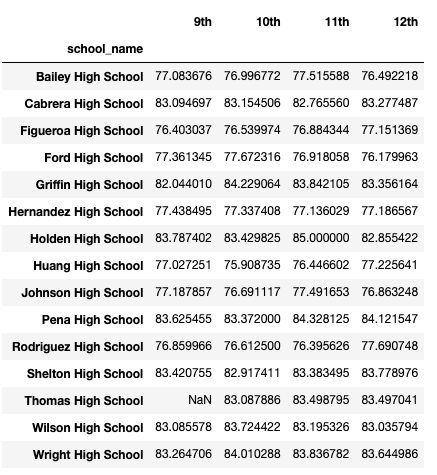 9th 10th 11th 12th
school_name
Bailey High School 77.083676 76.996772 77.515588 76.492218
Cabrera High School 83.094697 83.154506 82.765560 83.277487
Figueroa High School 76.403037 76.539974 76.884344 77.151369
Ford High School 77.361345 77.672316 76.918058 76.179963
Griffin High School 82.044010 84.229064 83.842105 83.356164
Hernandez High School 77.438495 77.337408 77.136029 77.186567
Holden High School 83.787402 83.429825 85.000000 82.855422
Huang High School 77.027251 75.908735 76.446602 77.225641
Johnson High School 77.187857 76.691117 77.491653 76.863248
Pena High School 83.625455 83.372000 84.328125 84.121547
Rodriguez High School 76.859966 76.612500 76.395626 77.690748
Shelton High School 83.420755 82.917411 83.383495 83.778976
Thomas High School NaN 83.087886 83.498795 83.497041
Wilson High School 83.085578 83.724422 83.195326 83.035794
Wright High School 83.264706 84.010288 83.836782 83.644986